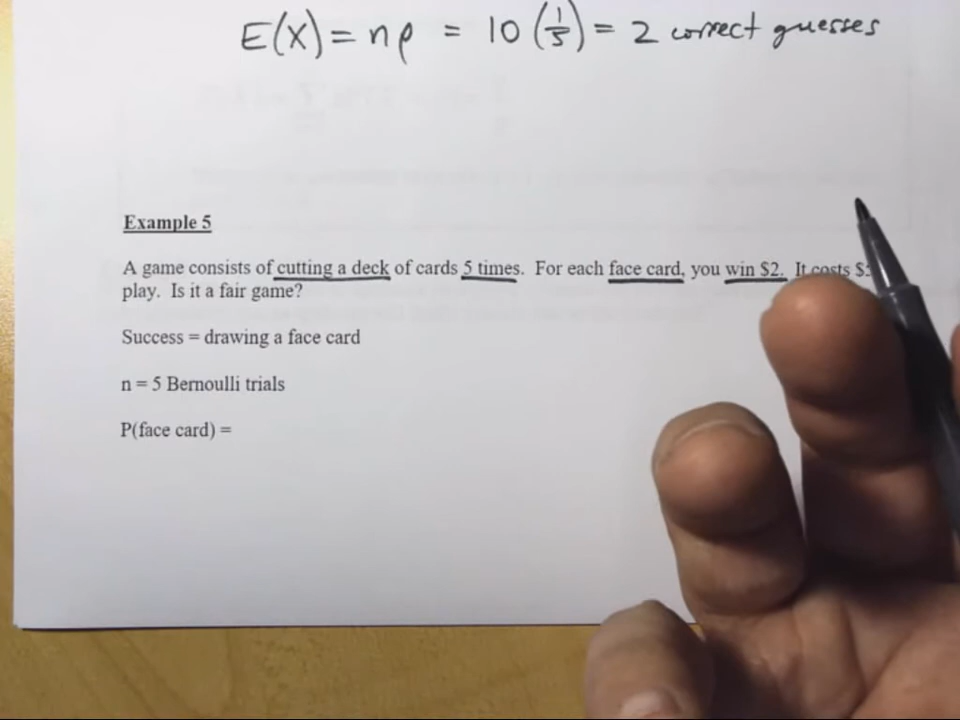 E(X) = np = 10 (1/5) = 2 correct guesses
Example 5
A game consists of cutting a deck of cards 5 times. For each face card, you win $2. It costs $
play. Is it a fair game?
Success = drawing a face card
n = 5 Bernoulli trials
P(face card) =